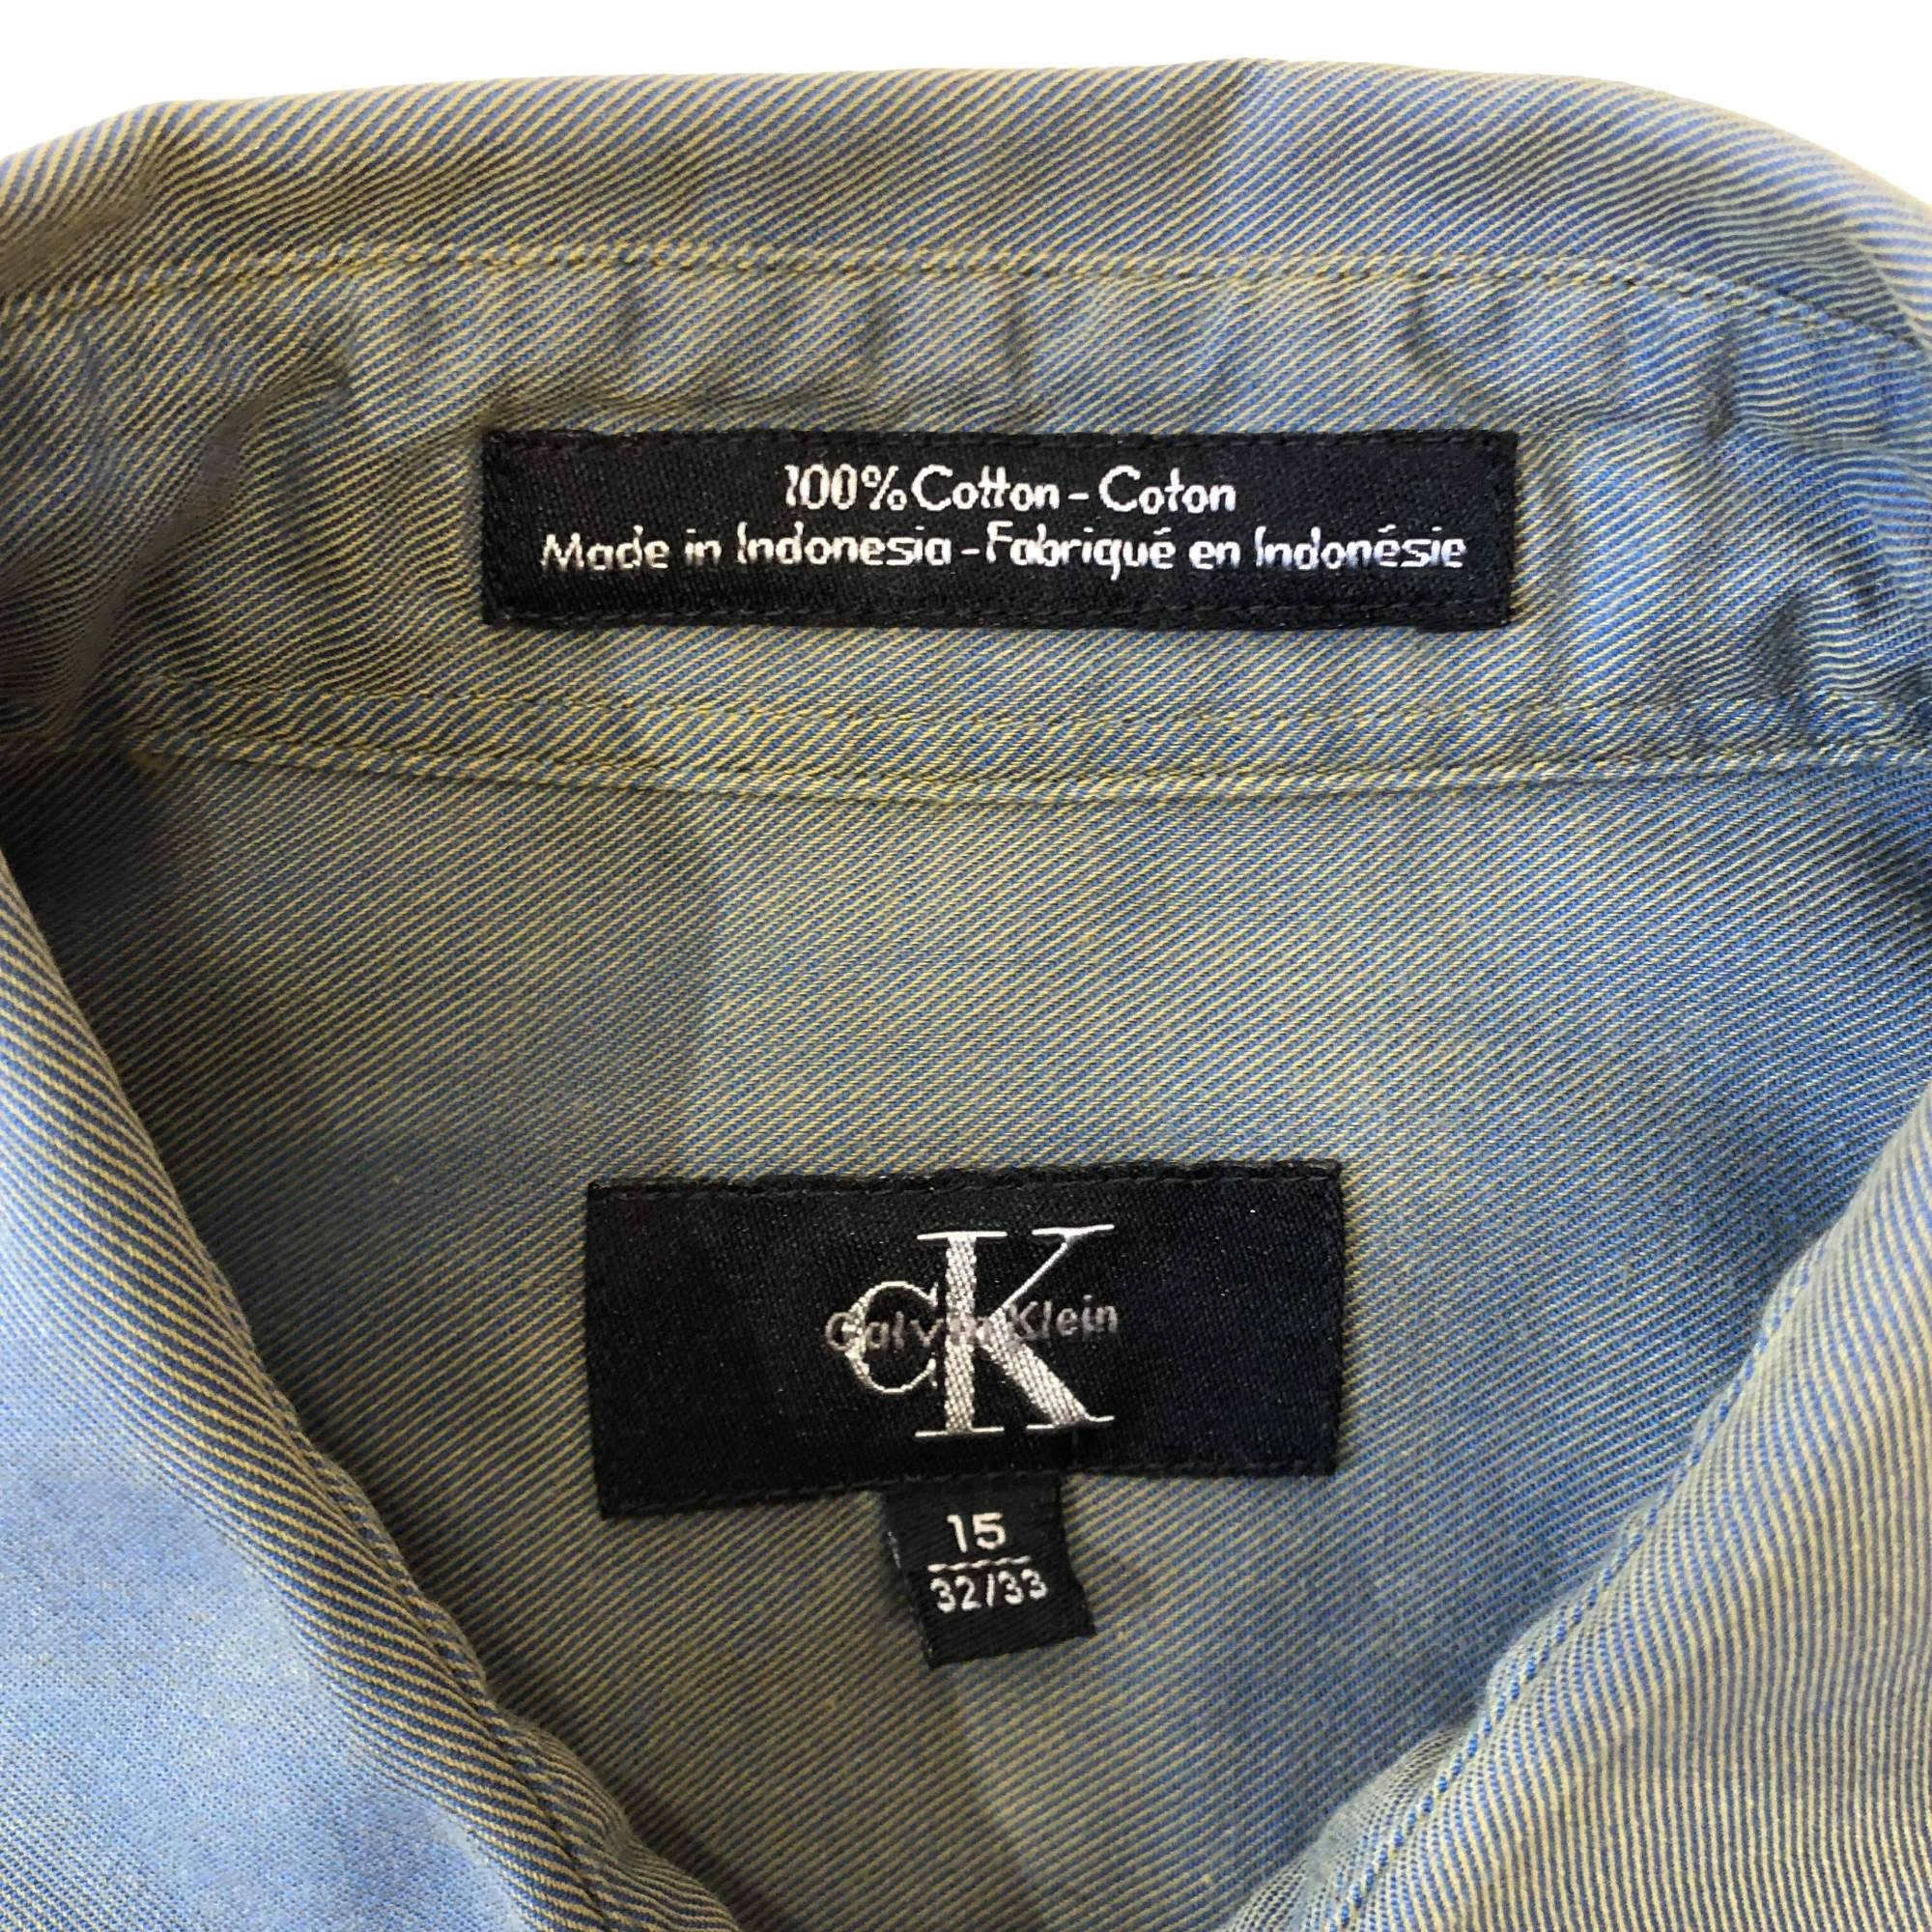 100% Cotton - Coton
Made in Indonesia - Fabriqué en Indonésie
CK
Calvin Klein
15
32/33